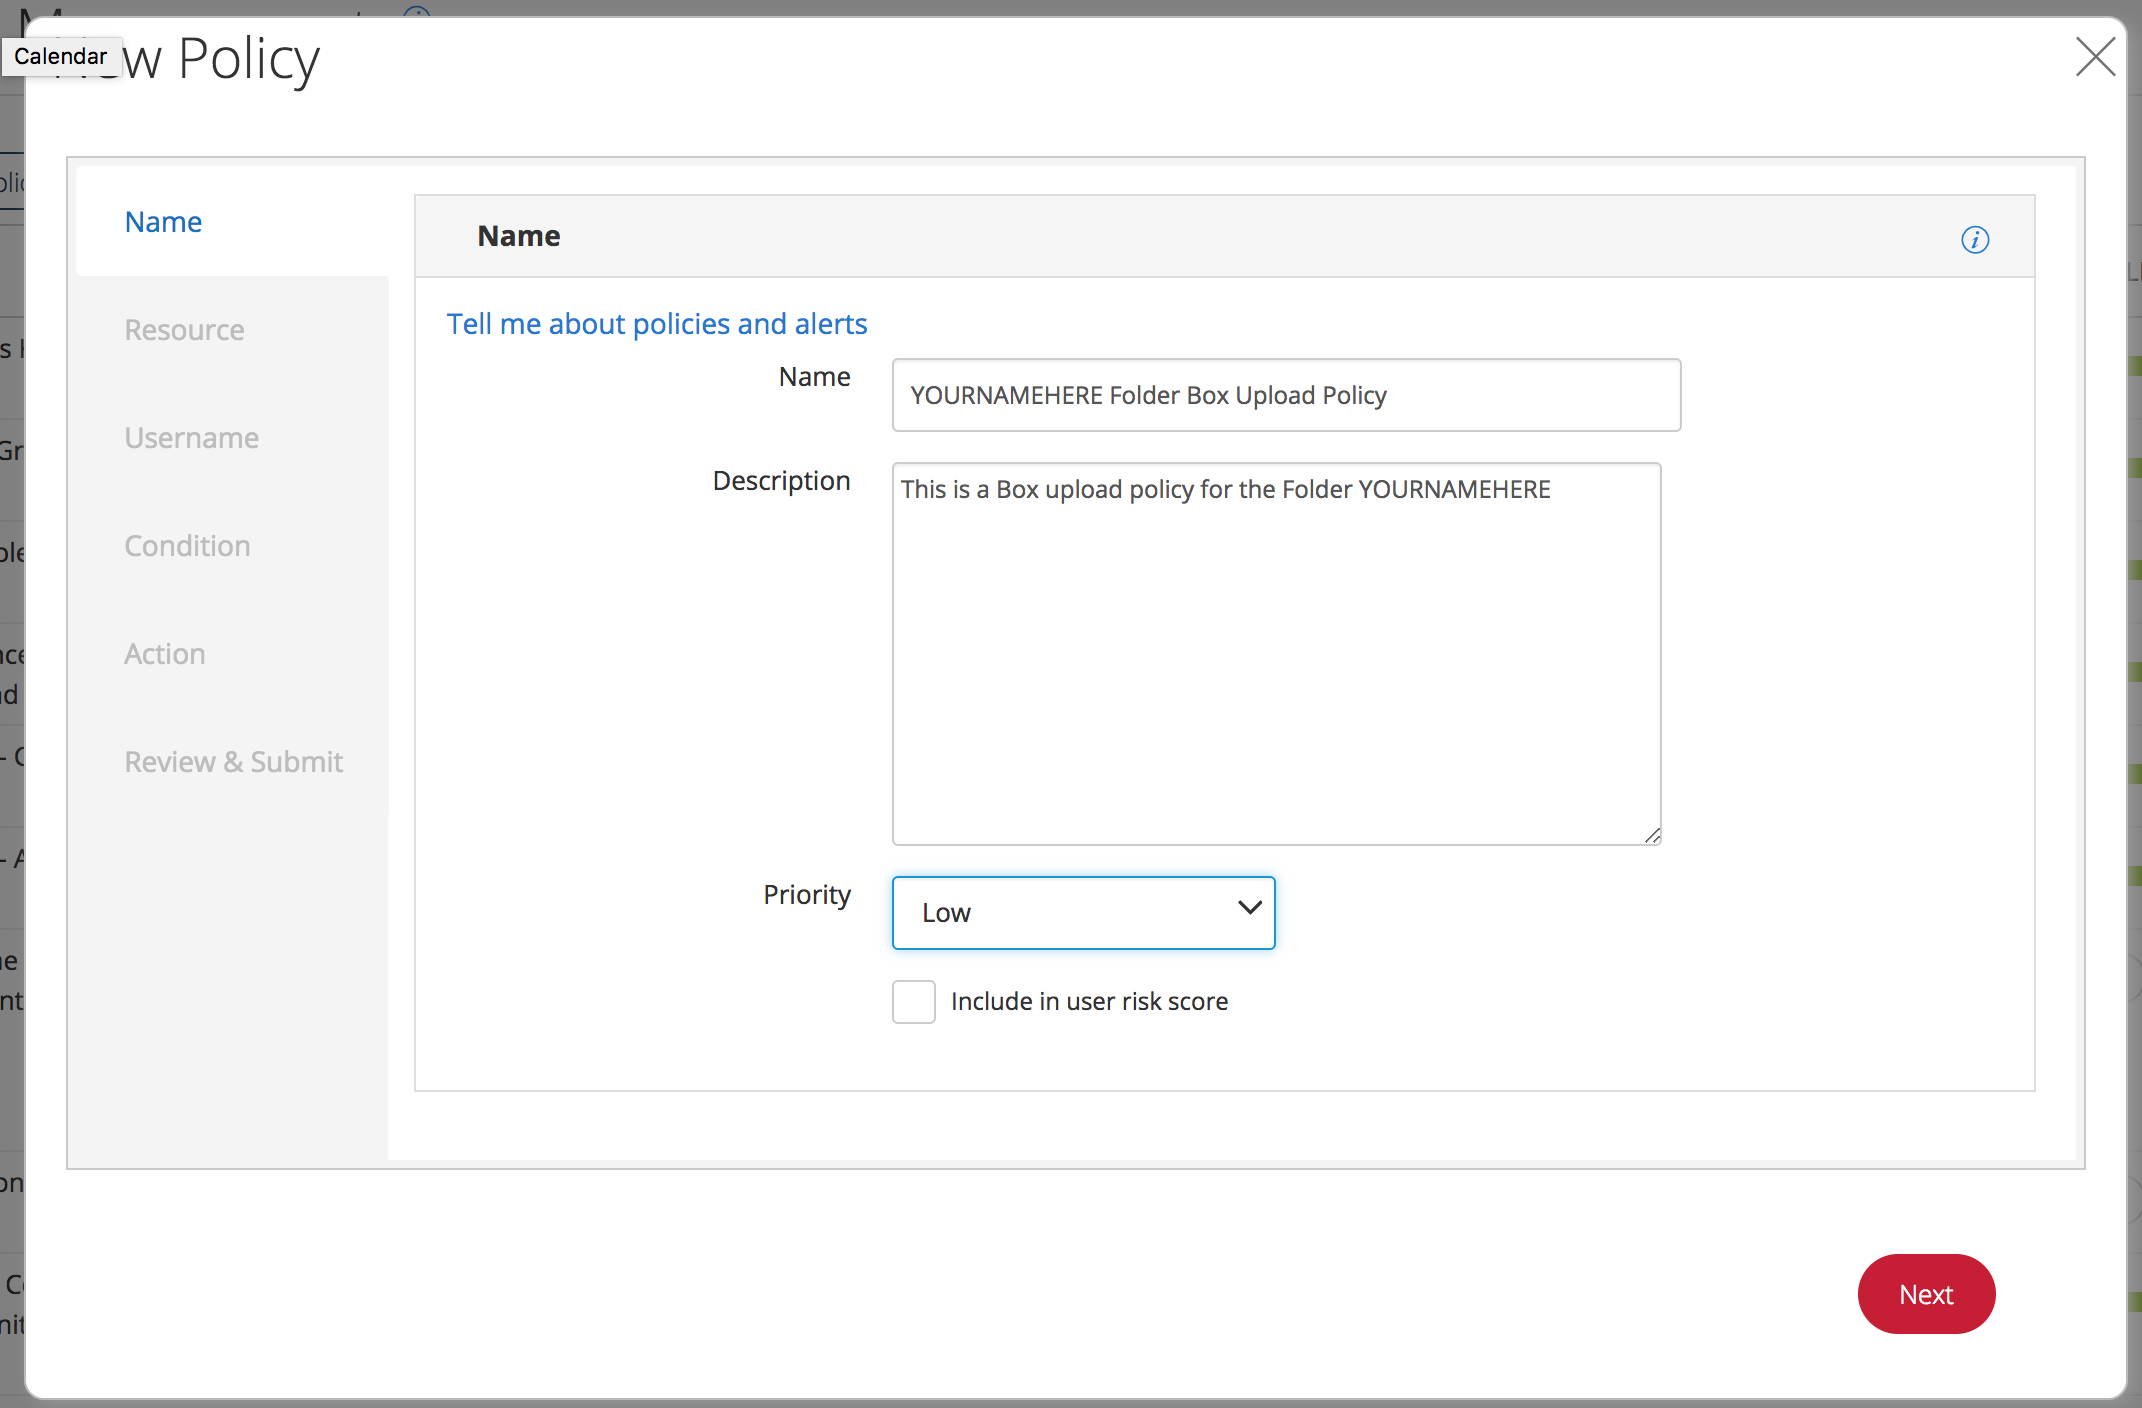 Calendar
New Policy
Name
Resource
Username
Condition
Action
Review & Submit
Name
Tell me about policies and alerts
Name
YOURNAMEHERE Folder Box Upload Policy
Description
This is a Box upload policy for the Folder YOURNAMEHERE
Priority
Low
Include in user risk score
Next